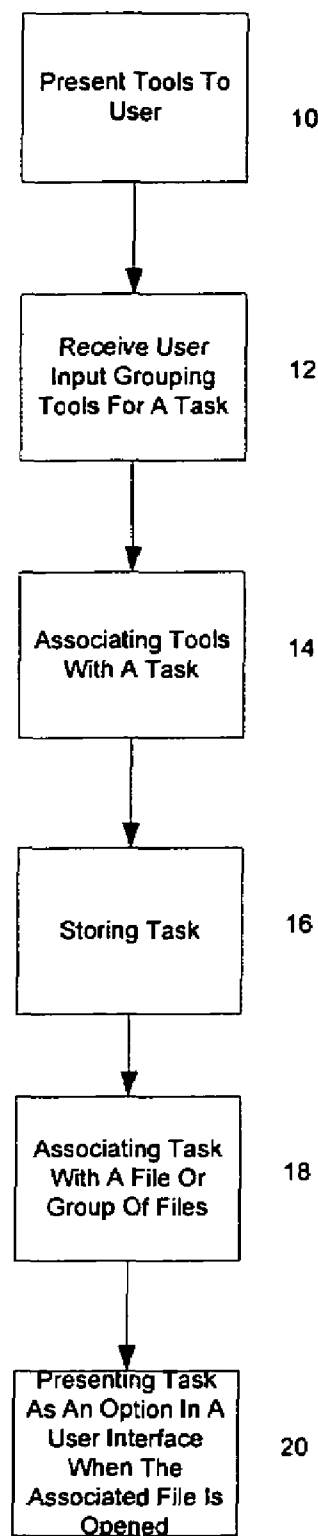 Present Tools To
User
10
Receive User
Input Grouping
Tools For A Task
12
Associating Tools
With A Task
14
Storing Task
16
Associating Task
With A File Or
Group Of Files
18
Presenting Task
As An Option In A
User Interface
When The
Associated File Is
Opened
20